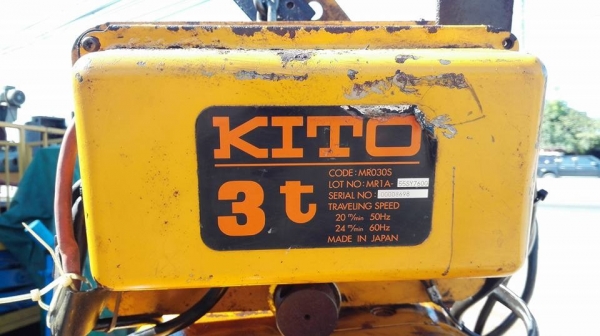 KITO
3t
CODE : MR030S
LOT NO : MR1A-
SERIAL NO :
TRAVELING SPEED
20 m/min 50Hz
24 m/min 60Hz
MADE IN JAPAN